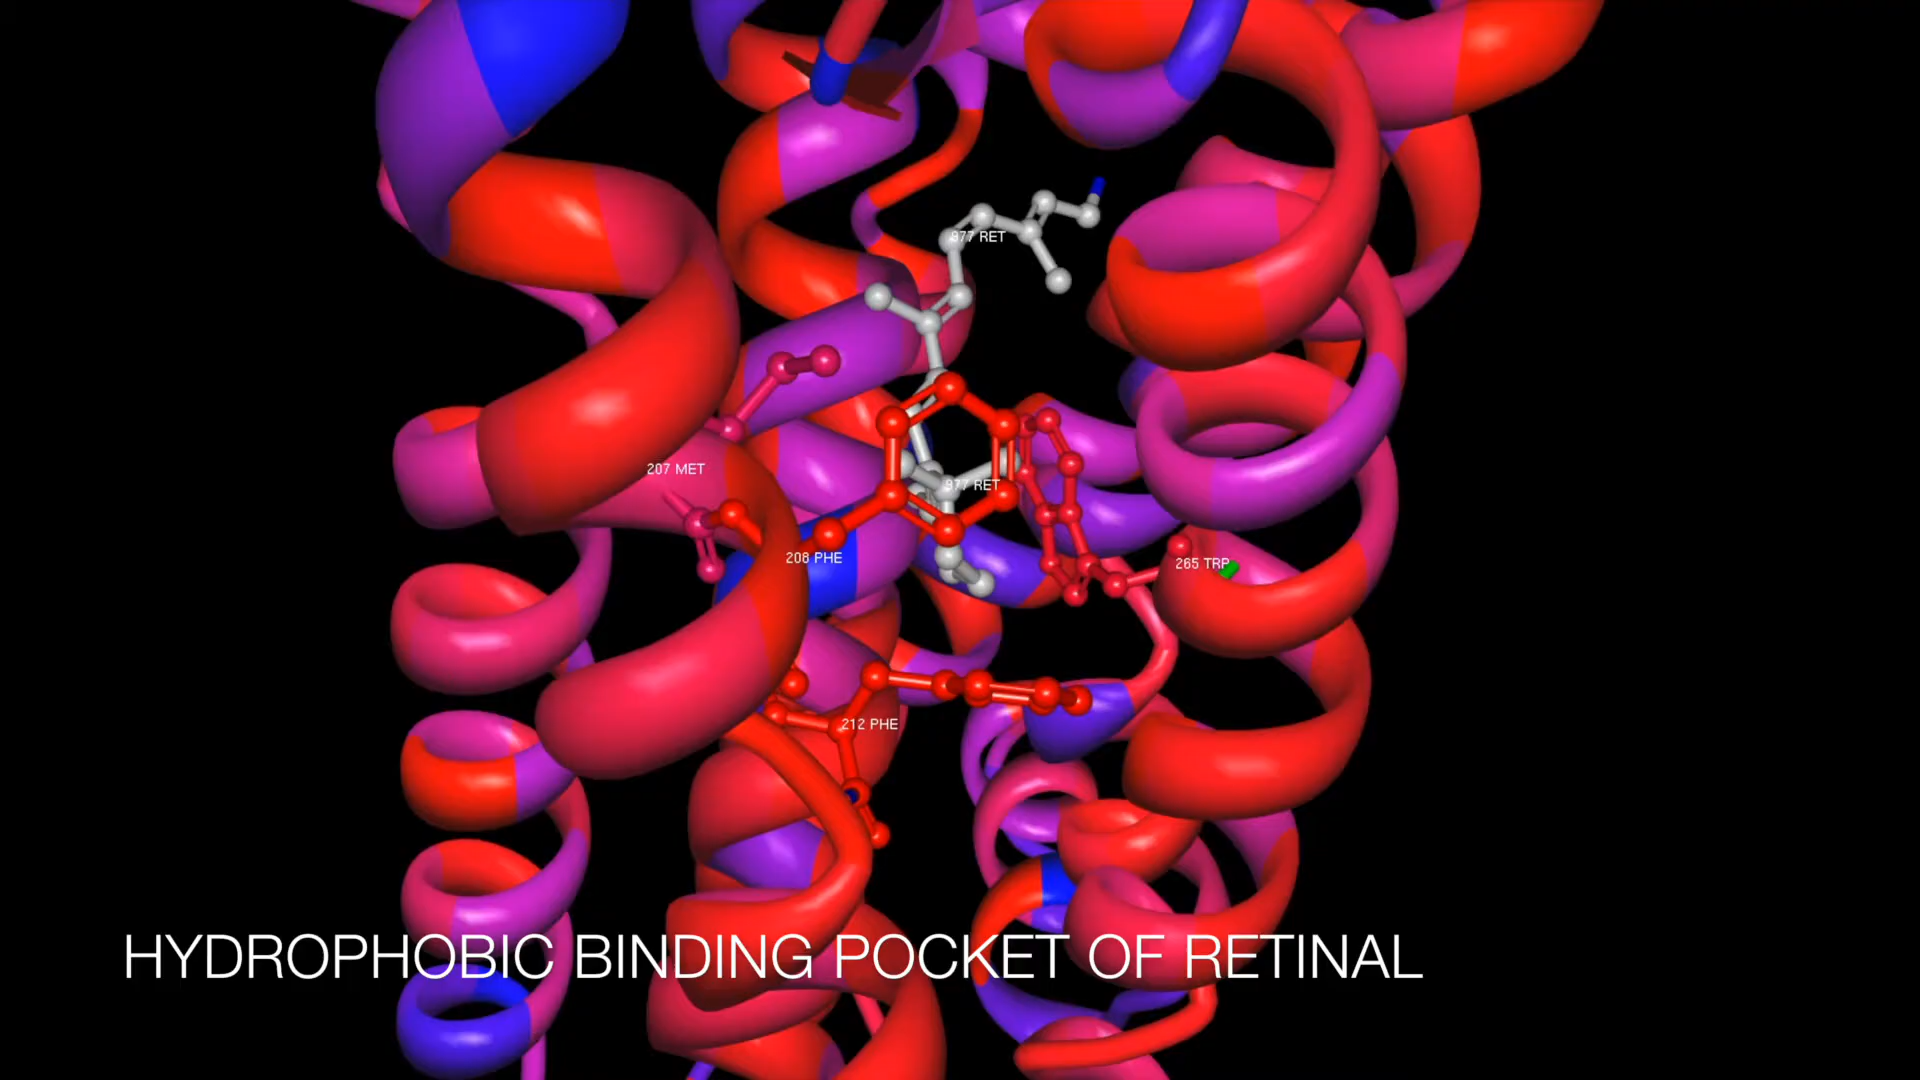 977 RET
207 MET
977 RET
208 PHE
265 TRP
212 PHE
HYDROPHOBIC BINDING POCKET OF RETINAL